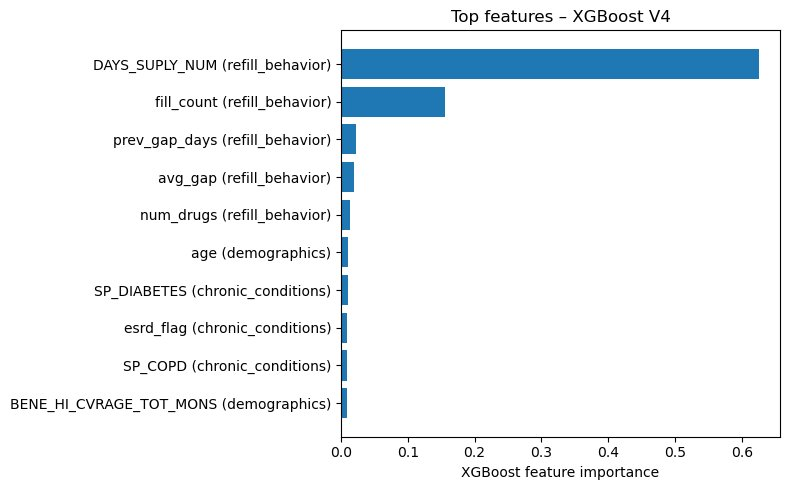 Top features – XGBoost V4
DAYS_SUPLY_NUM (refill_behavior)
fill_count (refill_behavior)
prev_gap_days (refill_behavior)
avg_gap (refill_behavior)
num_drugs (refill_behavior)
age (demographics)
SP_DIABETES (chronic_conditions)
esrd_flag (chronic_conditions)
SP_COPD (chronic_conditions)
BENE_HI_CVRAGE_TOT_MONS (demographics)
0.0 0.1 0.2 0.3 0.4 0.5 0.6
XGBoost feature importance